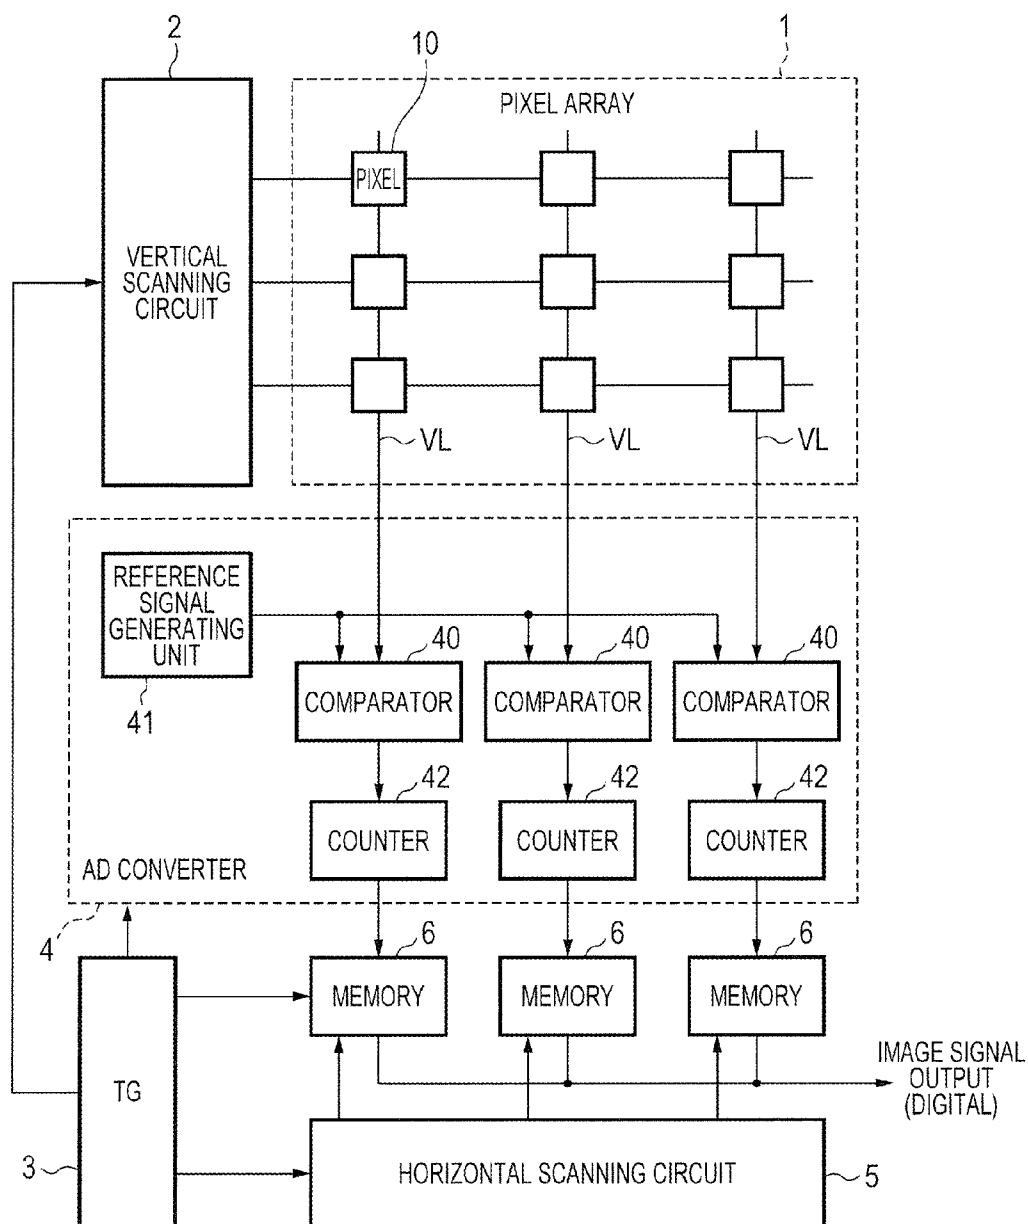 2
10
1
PIXEL ARRAY
PIXEL
VERTICAL
SCANNING
CIRCUIT
VL
VL
VL
REFERENCE
SIGNAL
GENERATING
UNIT
41
40
40
40
COMPARATOR
COMPARATOR
COMPARATOR
42
42
42
COUNTER
COUNTER
COUNTER
AD CONVERTER
4
6
6
6
MEMORY
MEMORY
MEMORY
IMAGE SIGNAL
OUTPUT
(DIGITAL)
TG
3
HORIZONTAL SCANNING CIRCUIT
5